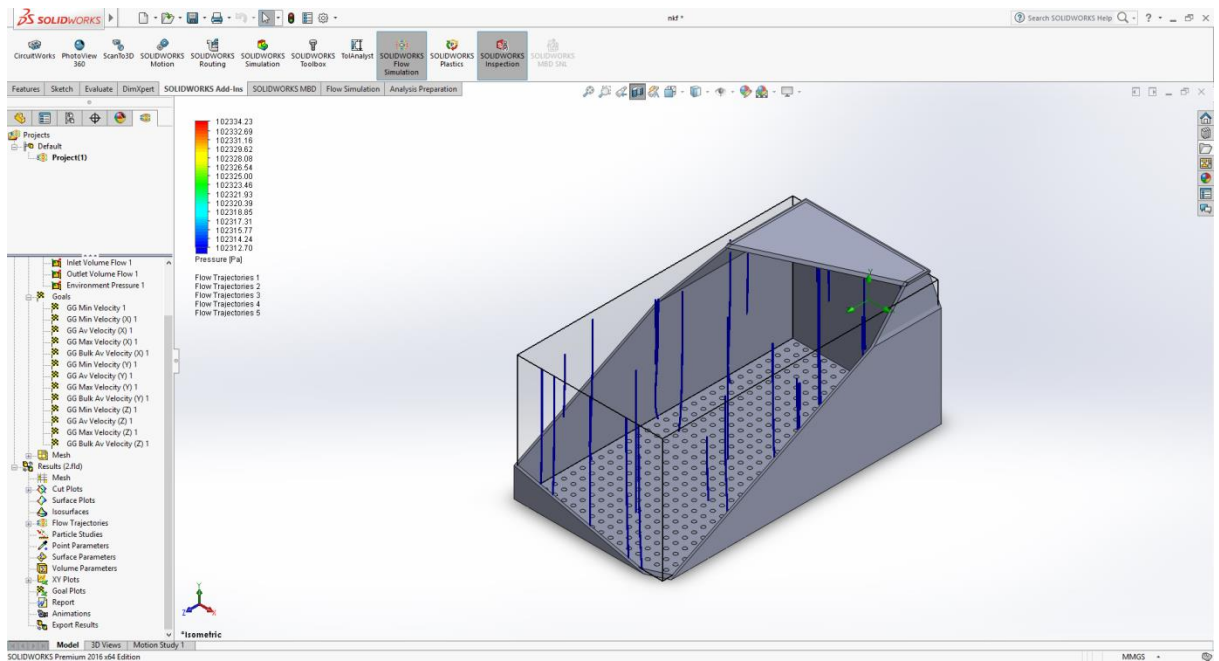 SOLIDWORKS
nkf *
Search SOLIDWORKS Help
CircuitWorks
PhotoView 360
ScanTo3D
SOLIDWORKS Motion
SOLIDWORKS Routing
SOLIDWORKS Simulation
SOLIDWORKS Toolbox
TolAnalyst
SOLIDWORKS Flow Simulation
SOLIDWORKS Plastics
SOLIDWORKS Inspection
SOLIDWORKS MBD SNL
Features Sketch Evaluate DimXpert SOLIDWORKS Add-Ins SOLIDWORKS MBD Flow Simulation Analysis Preparation
Projects
Default
Project(1)
Inlet Volume Flow 1
Outlet Volume Flow 1
Environment Pressure 1
Goals
GG Min Velocity 1
GG Min Velocity (X) 1
GG Av Velocity (X) 1
GG Max Velocity (X) 1
GG Bulk Av Velocity (X) 1
GG Min Velocity (Y) 1
GG Av Velocity (Y) 1
GG Max Velocity (Y) 1
GG Bulk Av Velocity (Y) 1
GG Min Velocity (Z) 1
GG Av Velocity (Z) 1
GG Max Velocity (Z) 1
GG Bulk Av Velocity (Z) 1
Mesh
Results (2.fld)
Mesh
Cut Plots
Surface Plots
Isosurfaces
Flow Trajectories
Particle Studies
Point Parameters
Surface Parameters
Volume Parameters
XY Plots
Goal Plots
Report
Animations
Export Results
102334.23
102332.69
102331.16
102329.62
102328.08
102326.54
102325.00
102323.46
102321.93
102320.39
102318.85
102317.31
102315.77
102314.24
102312.70
Pressure [Pa]
Flow Trajectories 1
Flow Trajectories 2
Flow Trajectories 3
Flow Trajectories 4
Flow Trajectories 5
Y
Y
Z
X
*Isometric
Model 3D Views Motion Study 1
SOLIDWORKS Premium 2016 x64 Edition
MMGS